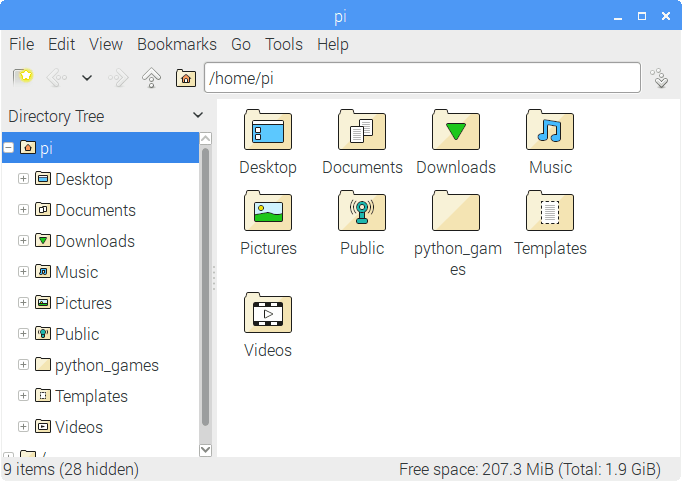 pi
File Edit View Bookmarks Go Tools Help
/home/pi
Directory Tree
pi
Desktop
Documents
Downloads
Music
Pictures
Public
python_games
Templates
Videos
/
Desktop Documents Downloads Music
Pictures Public python_gam Templates
es
Videos
9 items (28 hidden) Free space: 207.3 MiB (Total: 1.9 GiB)